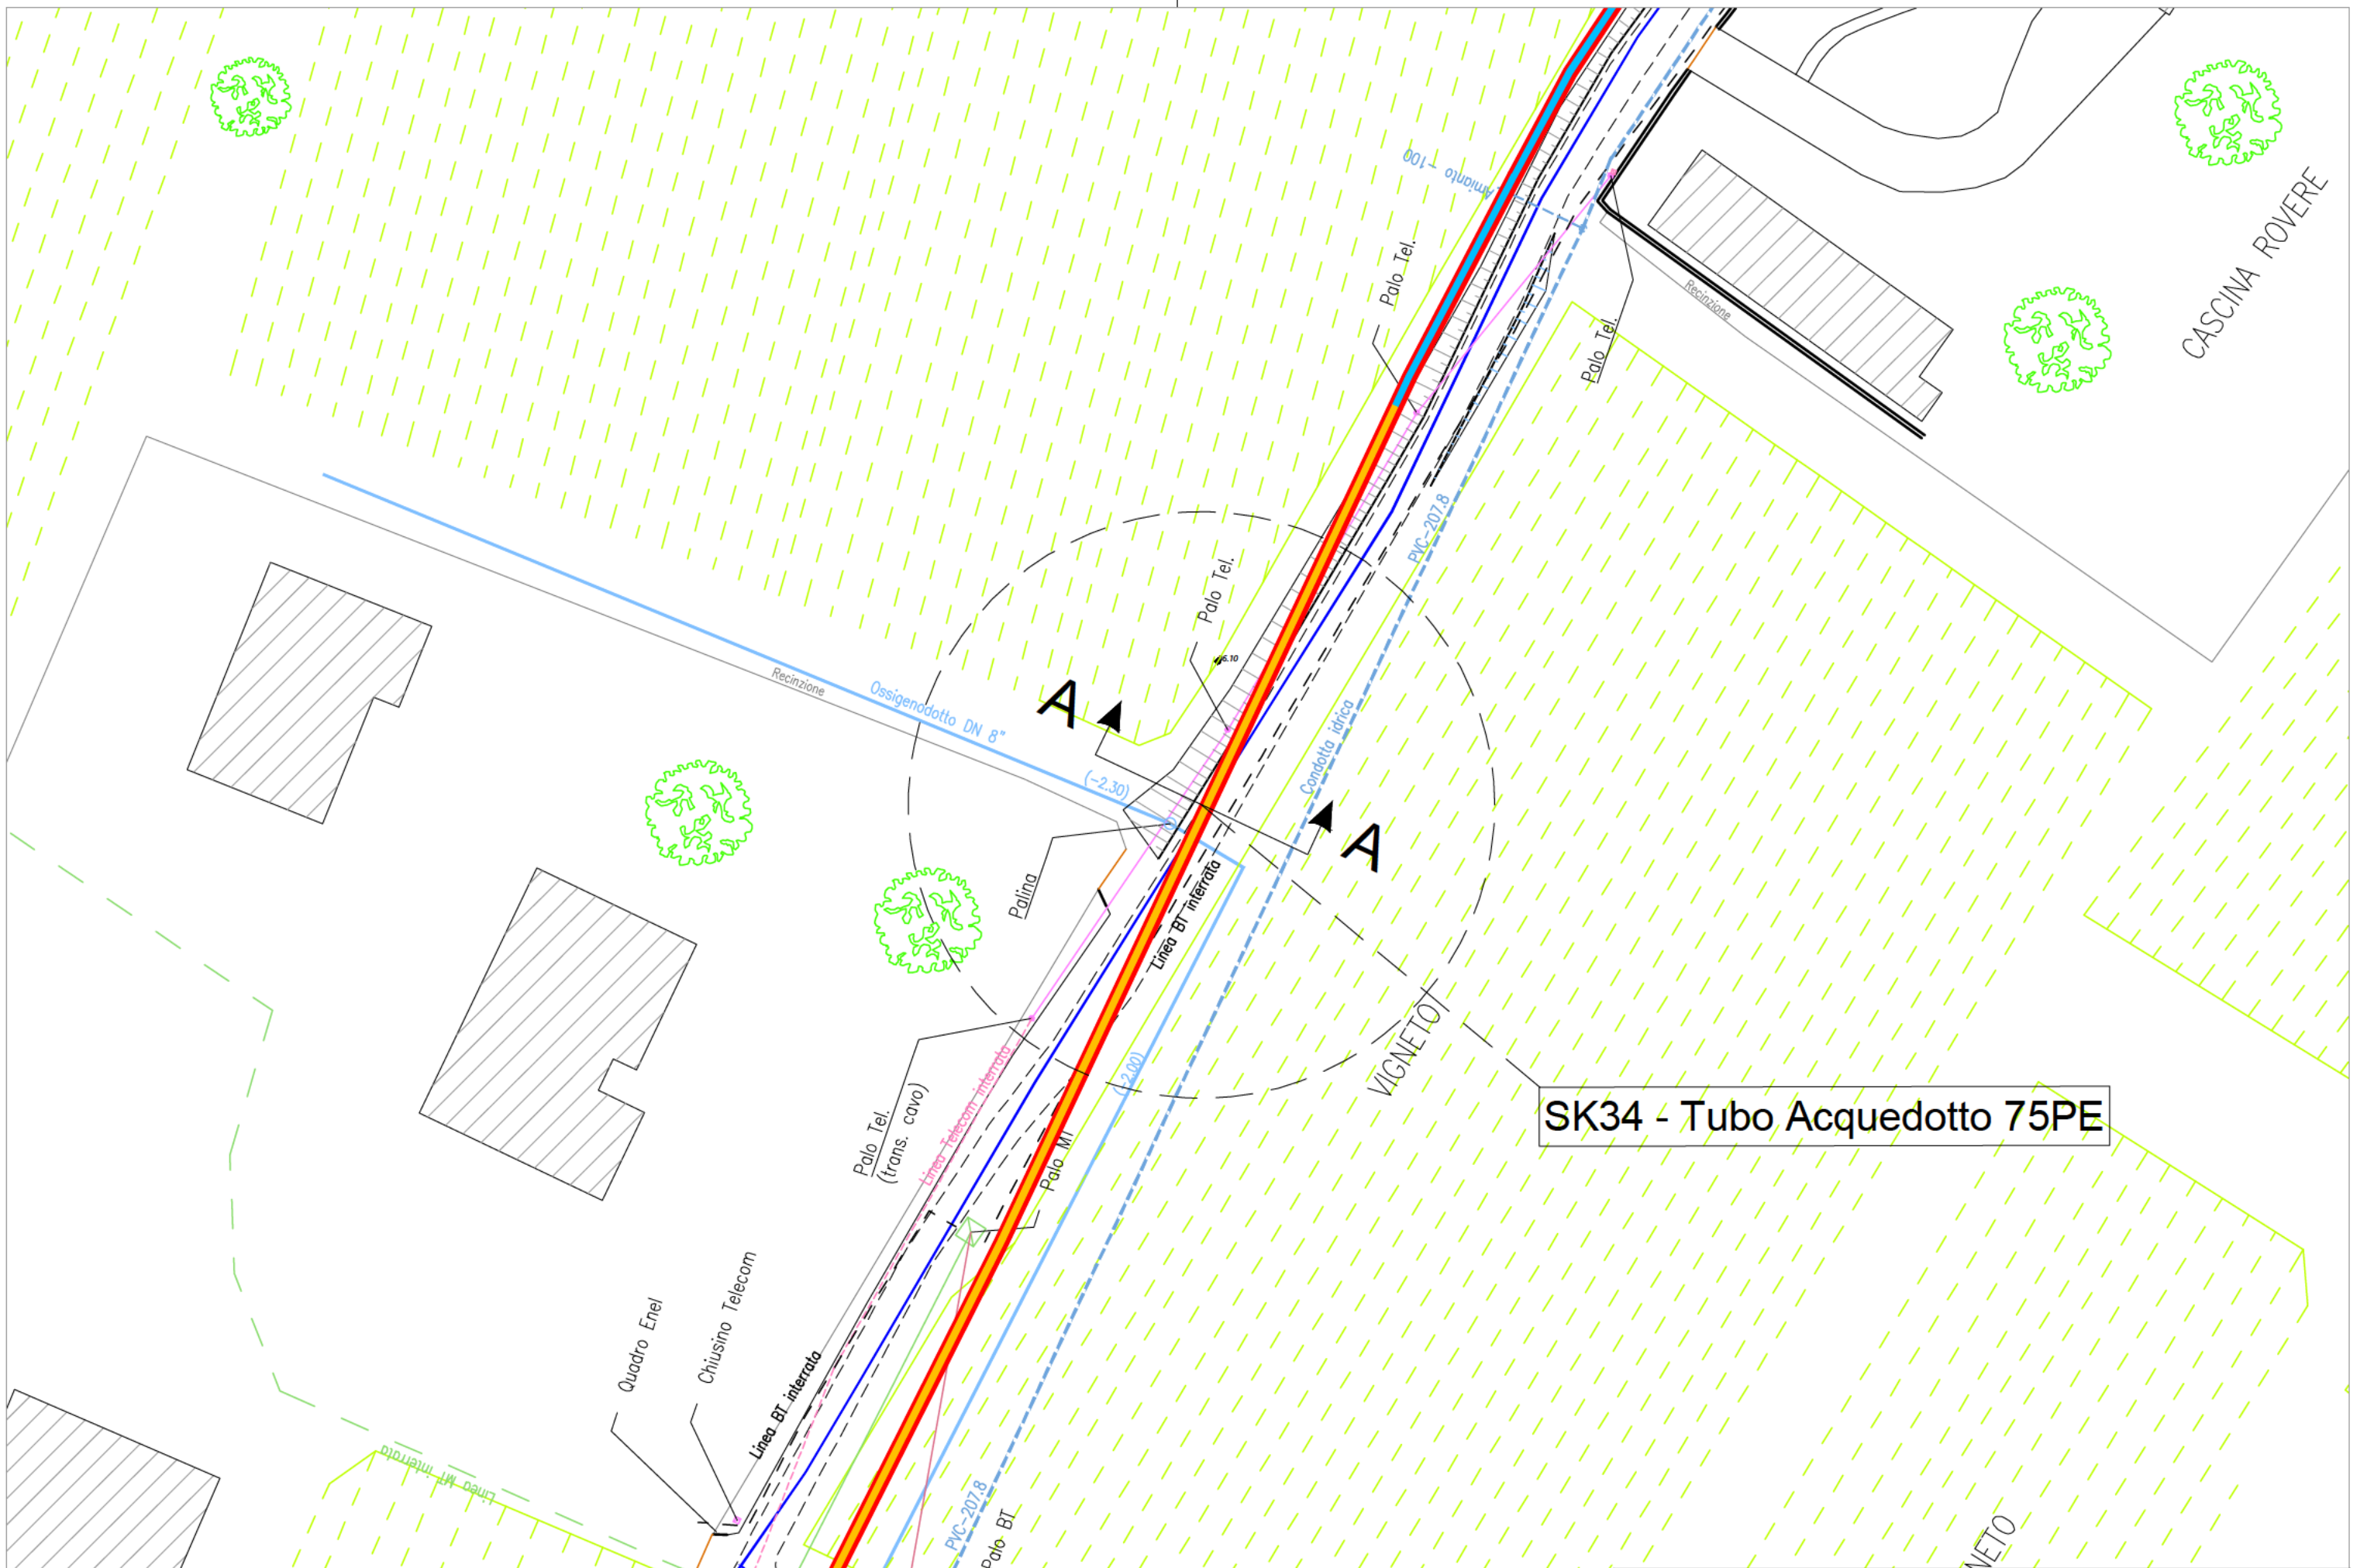 Amianto -100
CASCINA ROVERE
Palo Tel.
Recinzione
Palo Tel.
PVC-207.8
Palo Tel.
6.10
Recinzione
Ossigenodotto DN 8"
A
(-2.30)
Condotta idrica
A
Palina
Linea BT interrata
VIGNETO
(-2.00)
SK34 - Tubo Acquedotto 75PE
Linea Telecom interrata
Palo Tel.
(trans. cavo)
Palo MT
Quadro Enel
Chiusino Telecom
Linea BT interrata
Linea MT interrata
PVC-207.8
Palo BT
NETO